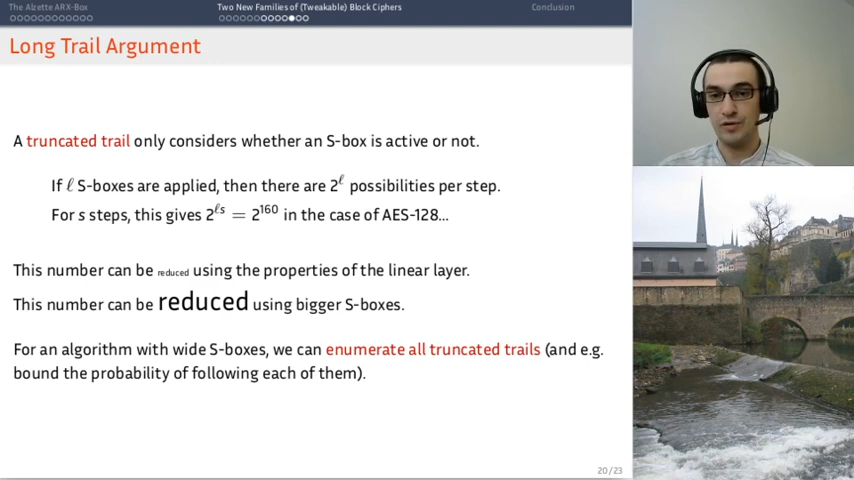 The Alzette ARX-Box
Two New Families of (Tweakable) Block Ciphers
Conclusion
Long Trail Argument
A truncated trail only considers whether an S-box is active or not.
If ℓ S-boxes are applied, then there are 2^ℓ possibilities per step.
For s steps, this gives 2^ℓs = 2^160 in the case of AES-128...
This number can be reduced using the properties of the linear layer.
This number can be reduced using bigger S-boxes.
For an algorithm with wide S-boxes, we can enumerate all truncated trails (and e.g.
bound the probability of following each of them).
20/23